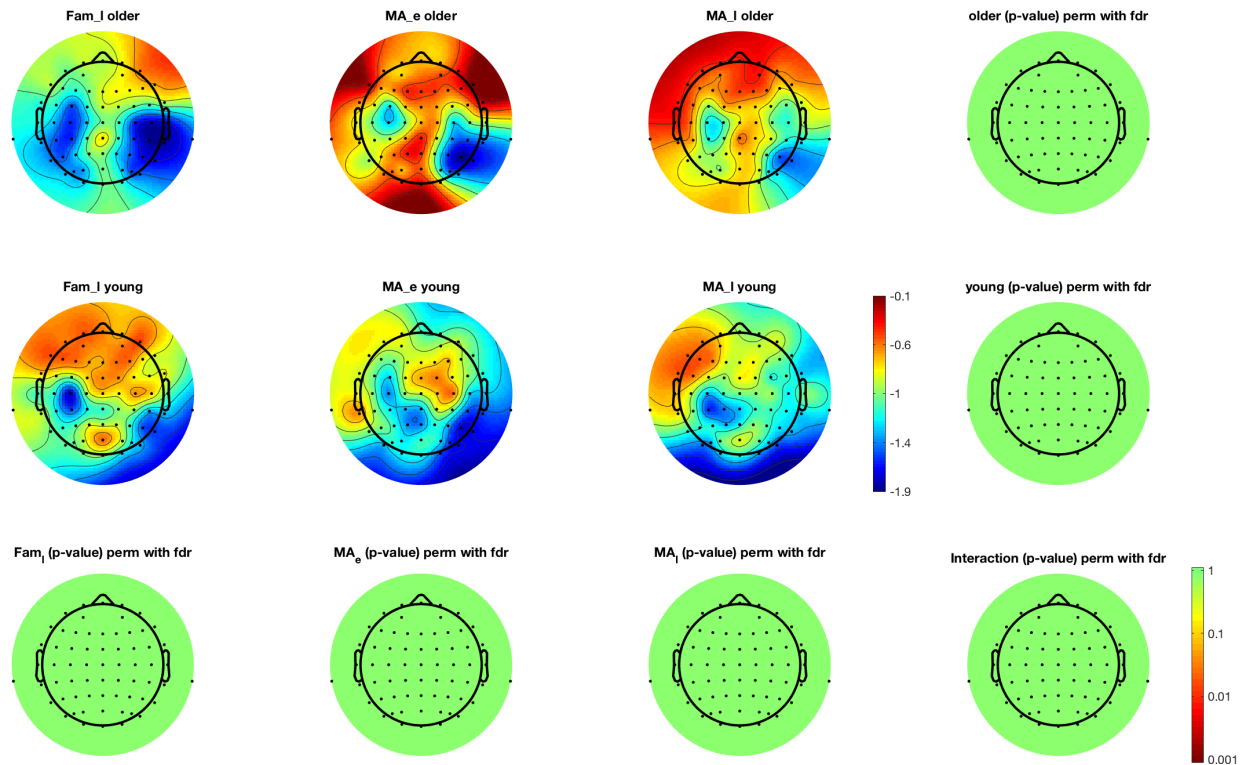 Fam_l older
MA_e older
MA_l older
older (p-value) perm with fdr
Fam_l young
MA_e young
MA_l young
young (p-value) perm with fdr
-0.1
-0.6
-1
-1.4
-1.9
Fam_l (p-value) perm with fdr
MA_e (p-value) perm with fdr
MA_l (p-value) perm with fdr
Interaction (p-value) perm with fdr
1
0.1
0.01
0.001